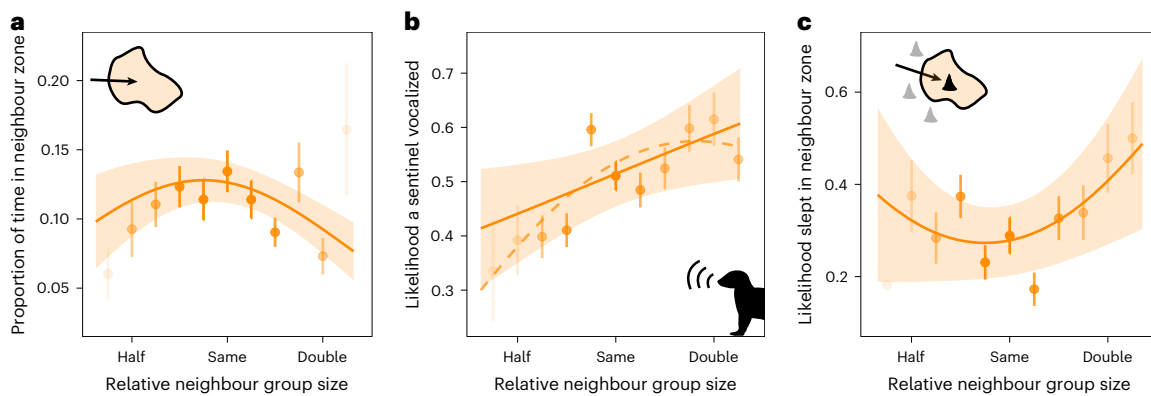 a
Proportion of time in neighbour zone
0.20
0.15
0.10
0.05
Half
Same
Double
Relative neighbour group size
b
Likelihood a sentinel vocalized
0.7
0.6
0.5
0.4
0.3
Half
Same
Double
Relative neighbour group size
c
Likelihood slept in neighbour zone
0.6
0.4
0.2
Half
Same
Double
Relative neighbour group size